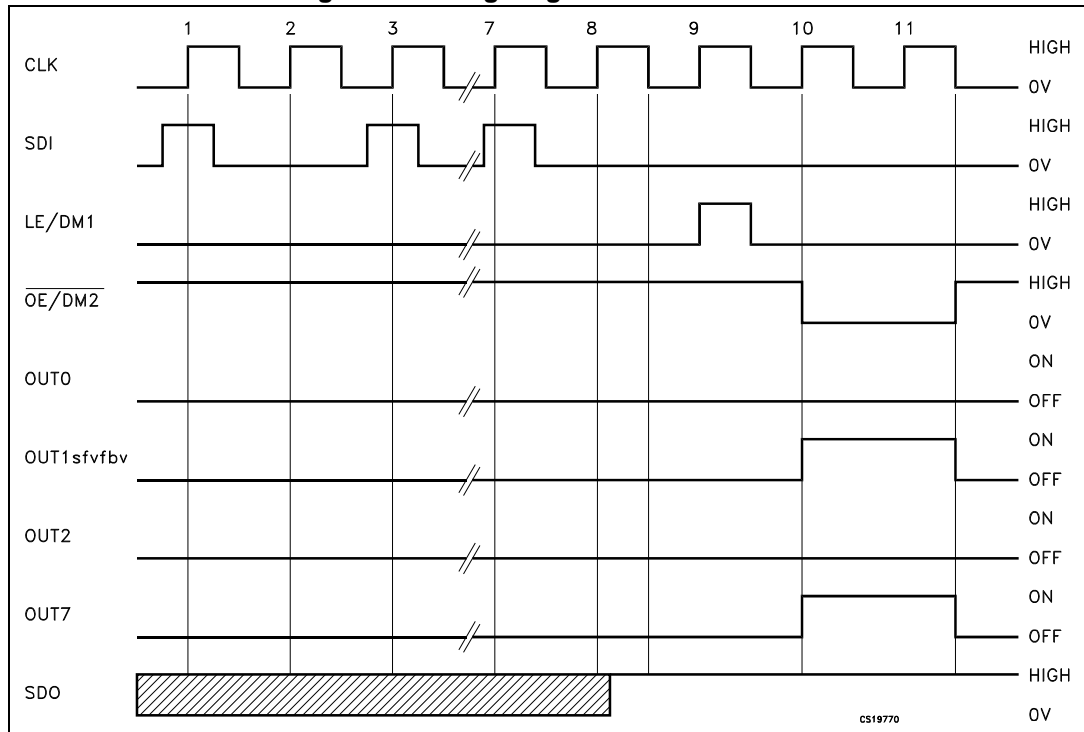 1 2 3 7 8 9 10 11
CLK
HIGH
0V
SDI
HIGH
0V
LE/DM1
HIGH
0V
OE/DM2
HIGH
0V
OUT0
ON
OFF
OUT1sfvfbv
ON
OFF
OUT2
ON
OFF
OUT7
ON
OFF
SDO
HIGH
0V
CS19770